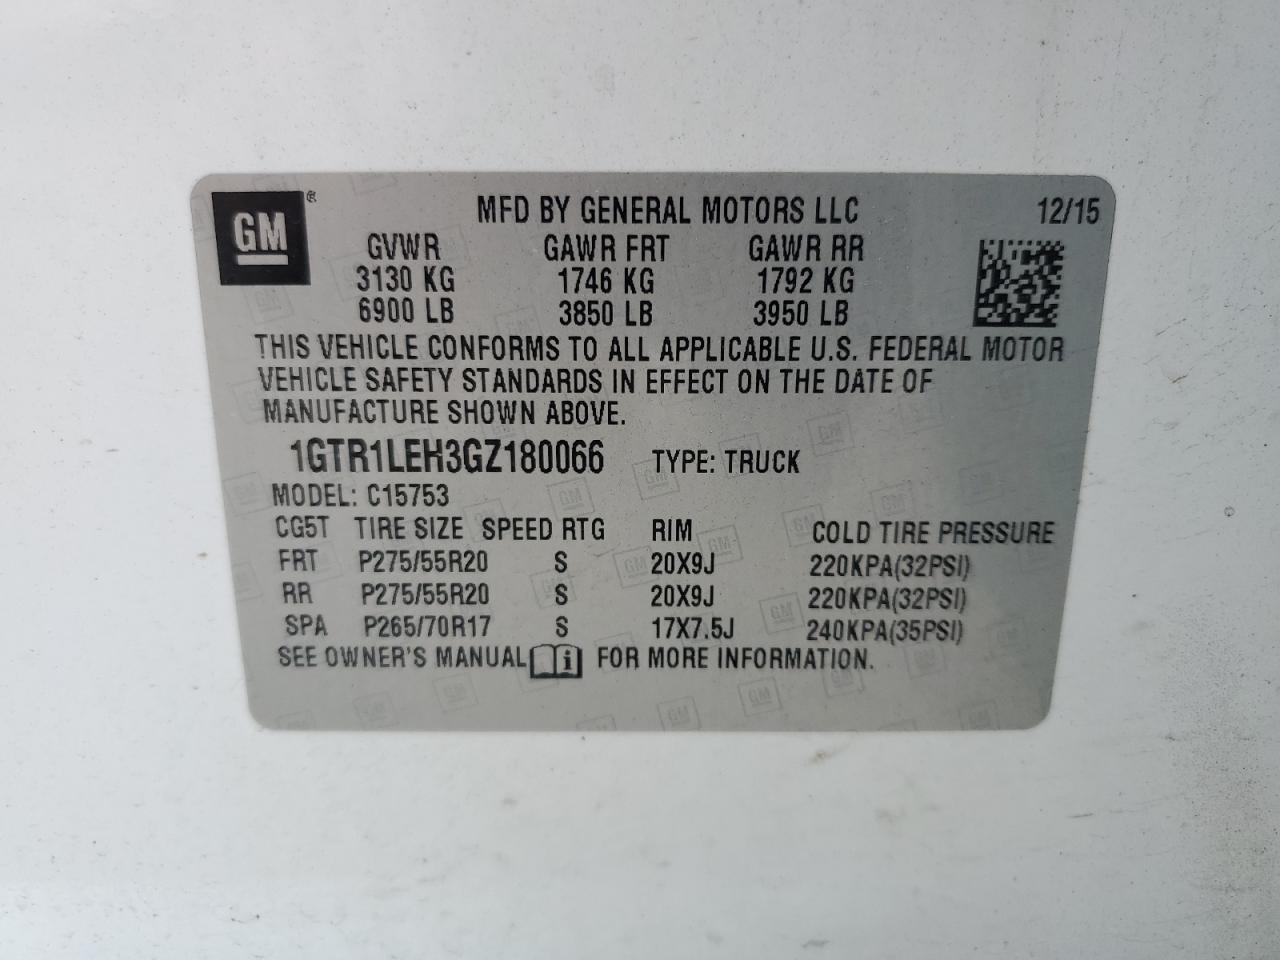 GM ® MFD BY GENERAL MOTORS LLC 12/15
GVWR GAWR FRT GAWR RR
3130 KG 1746 KG 1792 KG
6900 LB 3850 LB 3950 LB
THIS VEHICLE CONFORMS TO ALL APPLICABLE U.S. FEDERAL MOTOR
VEHICLE SAFETY STANDARDS IN EFFECT ON THE DATE OF
MANUFACTURE SHOWN ABOVE.
1GTR1LEH3GZ180066 TYPE: TRUCK
MODEL: C15753
CG5T TIRE SIZE SPEED RTG RIM COLD TIRE PRESSURE
FRT P275/55R20 S 20X9J 220KPA(32PSI)
RR P275/55R20 S 20X9J 220KPA(32PSI)
SPA P265/70R17 S 17X7.5J 240KPA(35PSI)
SEE OWNER'S MANUAL i FOR MORE INFORMATION.